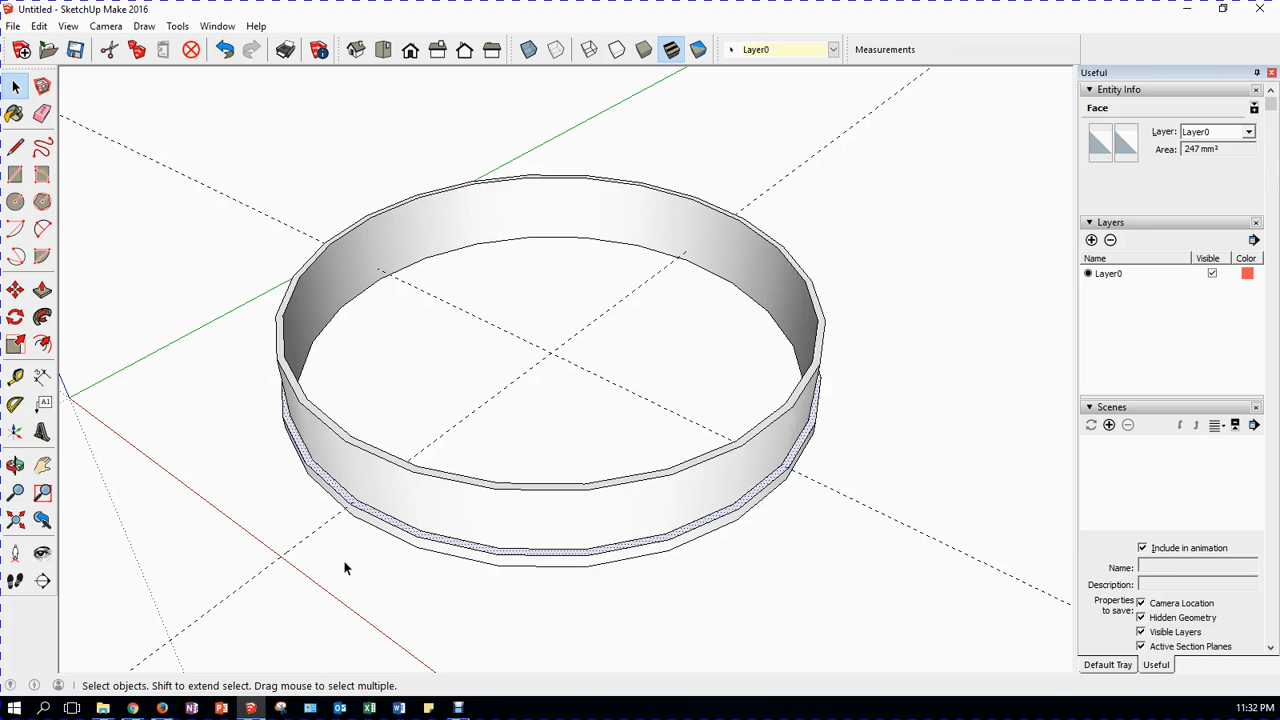 Untitled - SketchUp Make 2016
File Edit View Camera Draw Tools Window Help
Layer0
Measurements
Useful
Entity Info
Face
Layer: Layer0
Area: 247 mm²
Layers
Name Visible Color
Layer0
Scenes
Include in animation
Name:
Description:
Properties to save:
Camera Location
Hidden Geometry
Visible Layers
Active Section Planes
Default Tray Useful
A1
Select objects. Shift to extend select. Drag mouse to select multiple.
11:32 PM